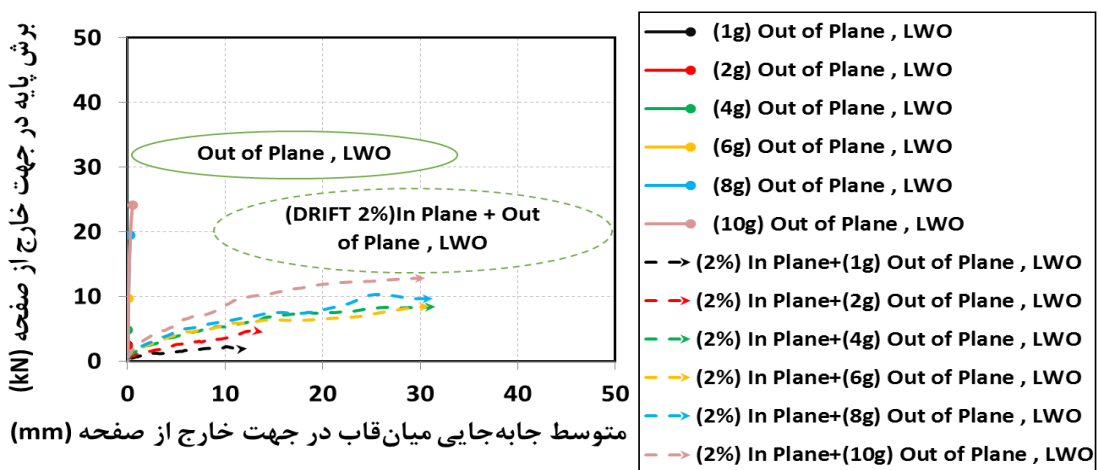 برش پایه در جهت خارج از صفحه (kN)
50
40
30
20
10
0
0
10
20
30
40
50
متوسط جابه‌جایی میان‌قاب در جهت خارج از صفحه (mm)
Out of Plane , LWO
(DRIFT 2%)In Plane + Out
of Plane , LWO
(1g) Out of Plane , LWO
(2g) Out of Plane , LWO
(4g) Out of Plane , LWO
(6g) Out of Plane , LWO
(8g) Out of Plane , LWO
(10g) Out of Plane , LWO
(2%) In Plane+(1g) Out of Plane , LWO
(2%) In Plane+(2g) Out of Plane , LWO
(2%) In Plane+(4g) Out of Plane , LWO
(2%) In Plane+(6g) Out of Plane , LWO
(2%) In Plane+(8g) Out of Plane , LWO
(2%) In Plane+(10g) Out of Plane , LWO